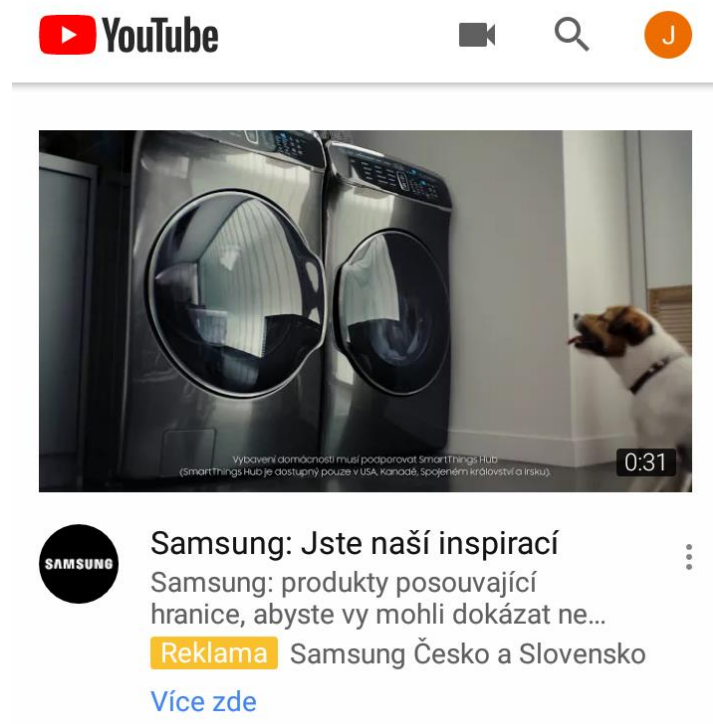 YouTube
J
Vybavení domácnosti musí podporovat SmartThings Hub
(SmartThings Hub je dostupný pouze v USA, Kanadě, Spojeném království a Irsku).
0:31
SAMSUNG
Samsung: Jste naší inspirací
Samsung: produkty posouvající
hranice, abyste vy mohli dokázat ne...
Reklama Samsung Česko a Slovensko
Více zde